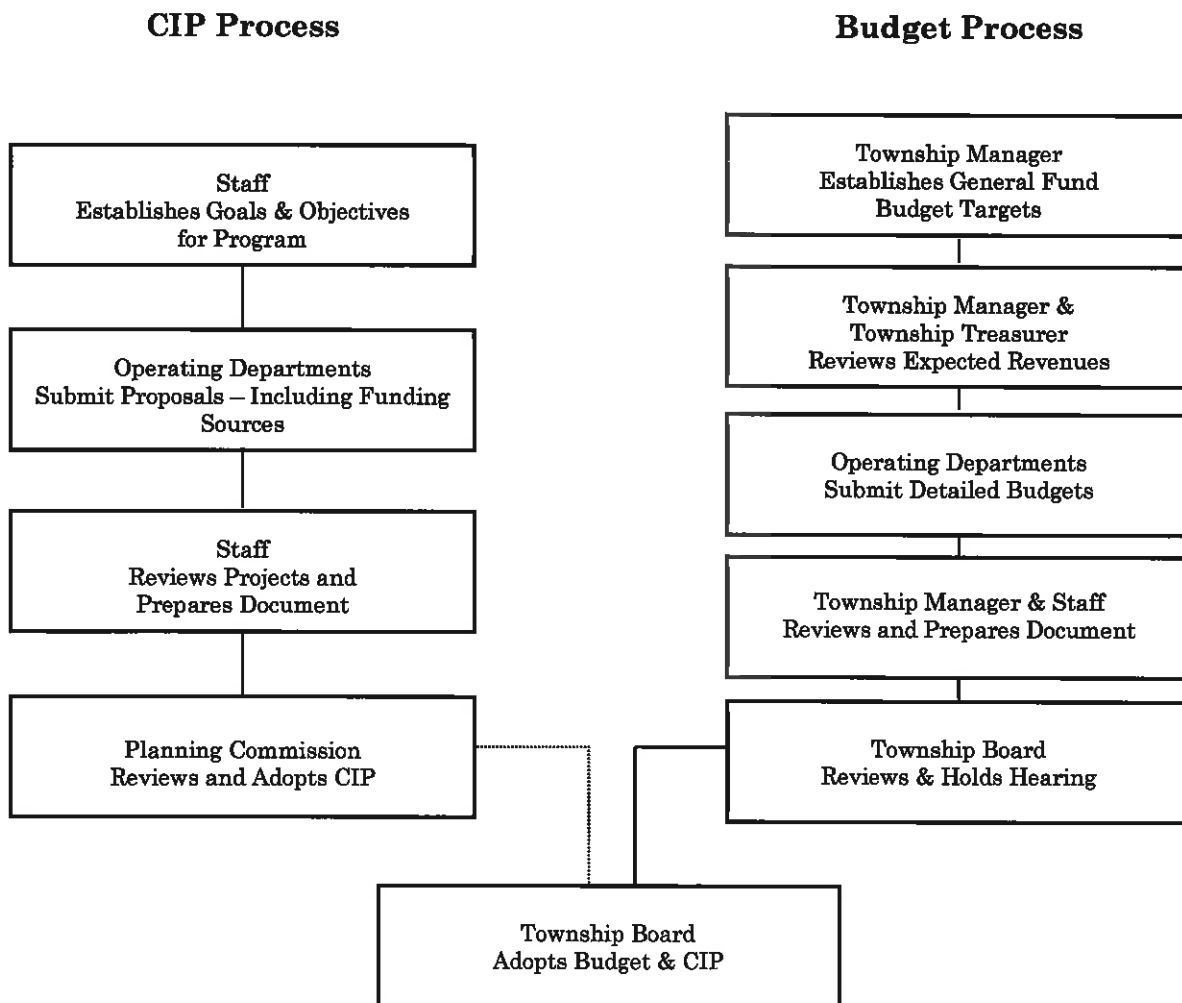 CIP Process
Staff
Establishes Goals & Objectives
for Program
Operating Departments
Submit Proposals – Including Funding
Sources
Staff
Reviews Projects and
Prepares Document
Planning Commission
Reviews and Adopts CIP
Budget Process
Township Manager
Establishes General Fund
Budget Targets
Township Manager &
Township Treasurer
Reviews Expected Revenues
Operating Departments
Submit Detailed Budgets
Township Manager & Staff
Reviews and Prepares Document
Township Board
Reviews & Holds Hearing
Township Board
Adopts Budget & CIP